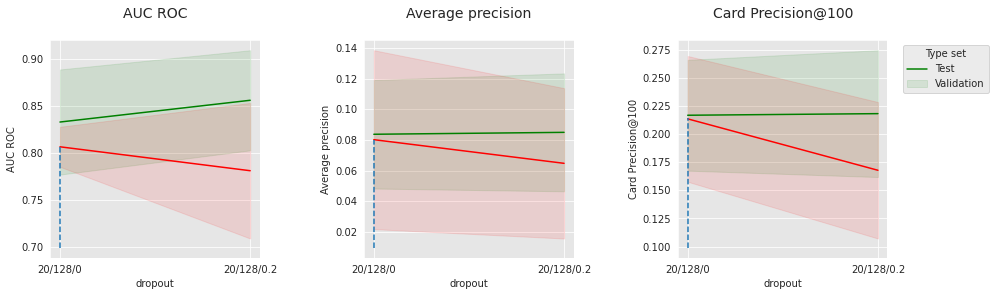 AUC ROC
0.90
0.85
0.80
0.75
0.70
AUC ROC
20/128/0
20/128/0.2
dropout
Average precision
0.14
0.12
0.10
0.08
0.06
0.04
0.02
Average precision
20/128/0
20/128/0.2
dropout
Card Precision@100
0.275
0.250
0.225
0.200
0.175
0.150
0.125
0.100
Card Precision@100
20/128/0
20/128/0.2
dropout
Type set
Test
Validation